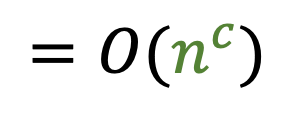 = O(n^c)